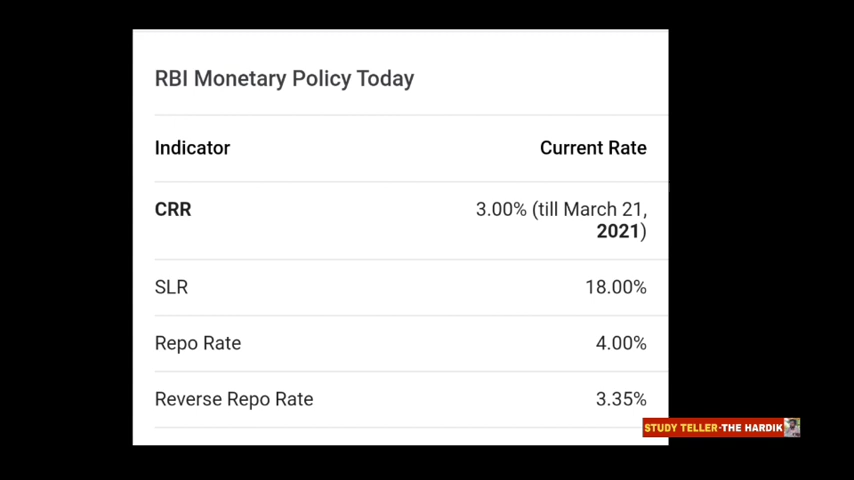 RBI Monetary Policy Today
Indicator Current Rate
CRR 3.00% (till March 21,
2021)
SLR 18.00%
Repo Rate 4.00%
Reverse Repo Rate 3.35%
STUDY TELLER-THE HARDIK